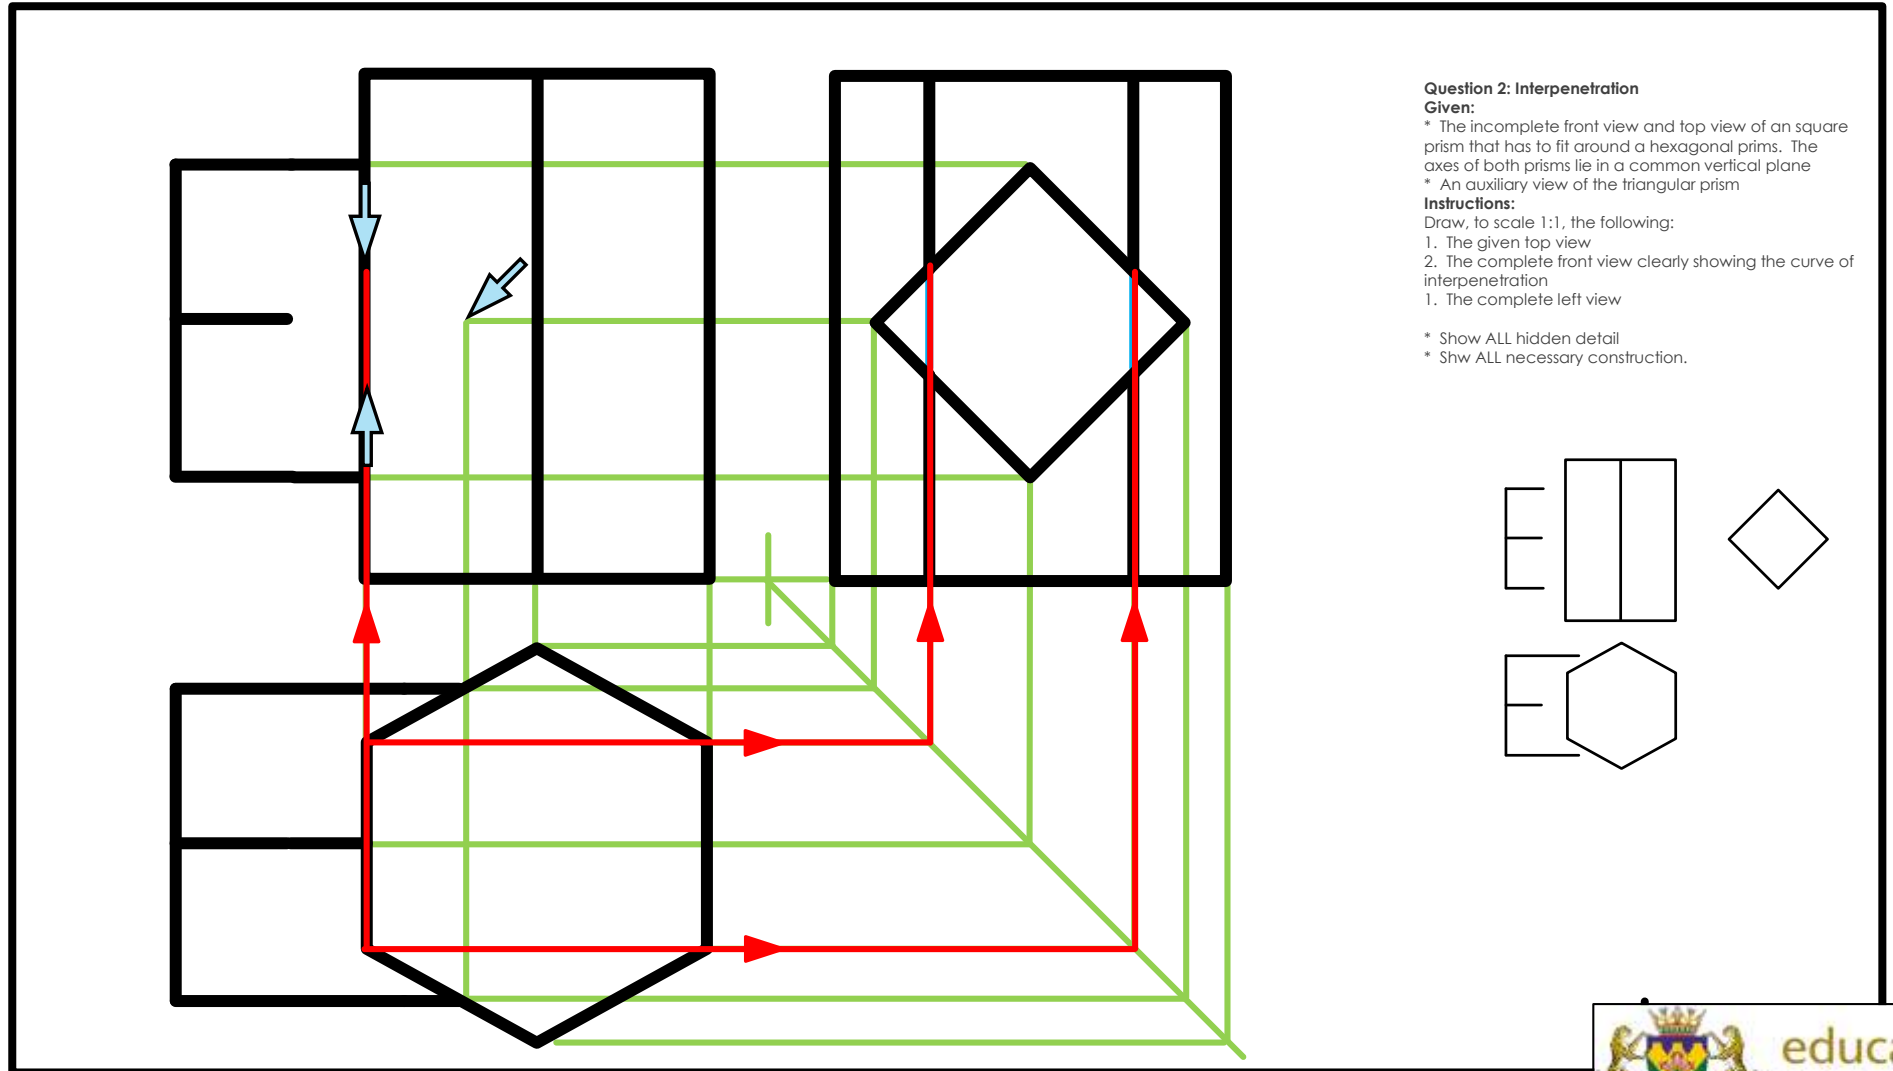 Question 2: Interpenetration
Given:
* The incomplete front view and top view of an square
prism that has to fit around a hexagonal prims. The
axes of both prisms lie in a common vertical plane
* An auxiliary view of the triangular prism
Instructions:
Draw, to scale 1:1, the following:
1. The given top view
2. The complete front view clearly showing the curve of
interpenetration
1. The complete left view
* Show ALL hidden detail
* Shw ALL necessary construction.